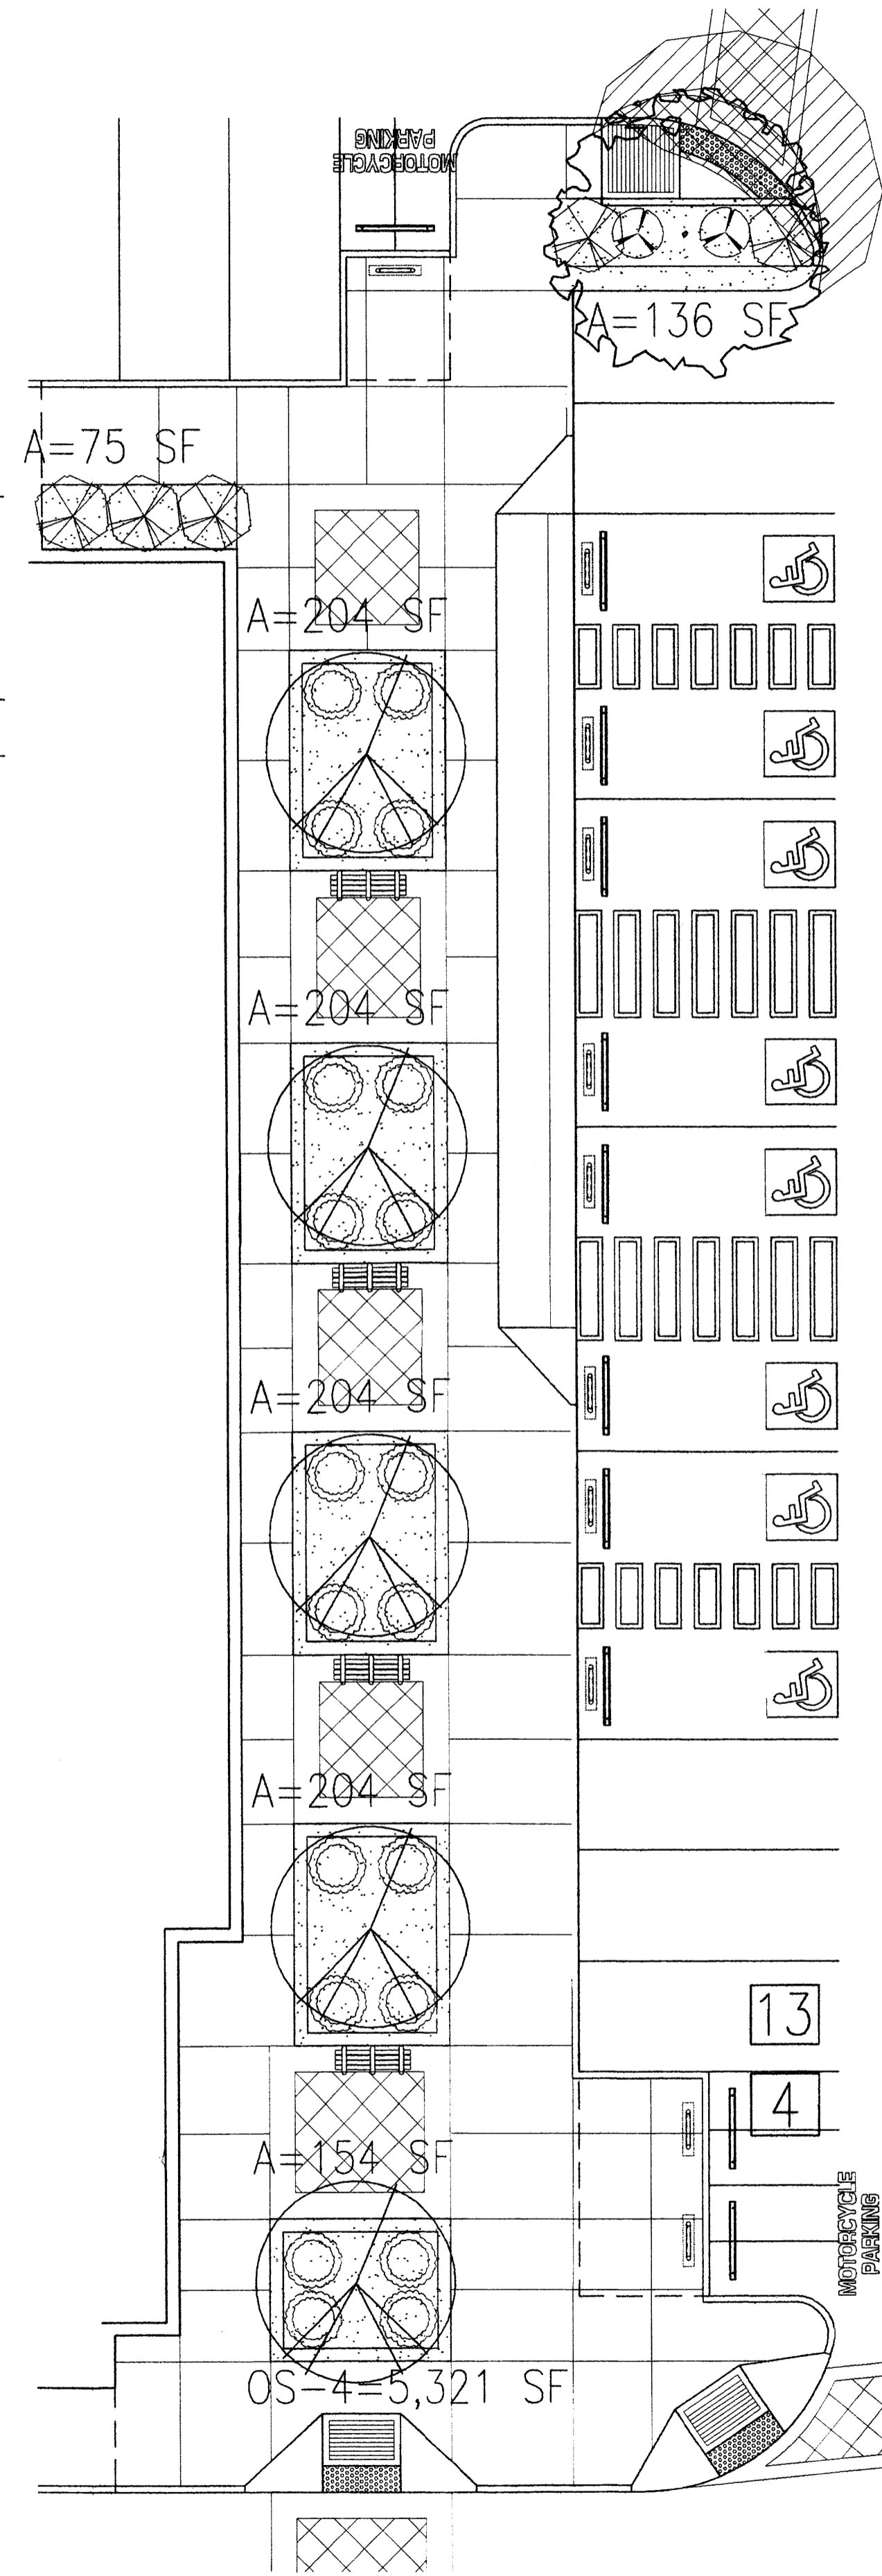 MOTORCYCLE
PARKING
A=136 SF
A=75 SF
A=204 SF
A=204 SF
A=204 SF
A=204 SF
13
4
A=154 SF
MOTORCYCLE
PARKING
OS-4=5,321 SF